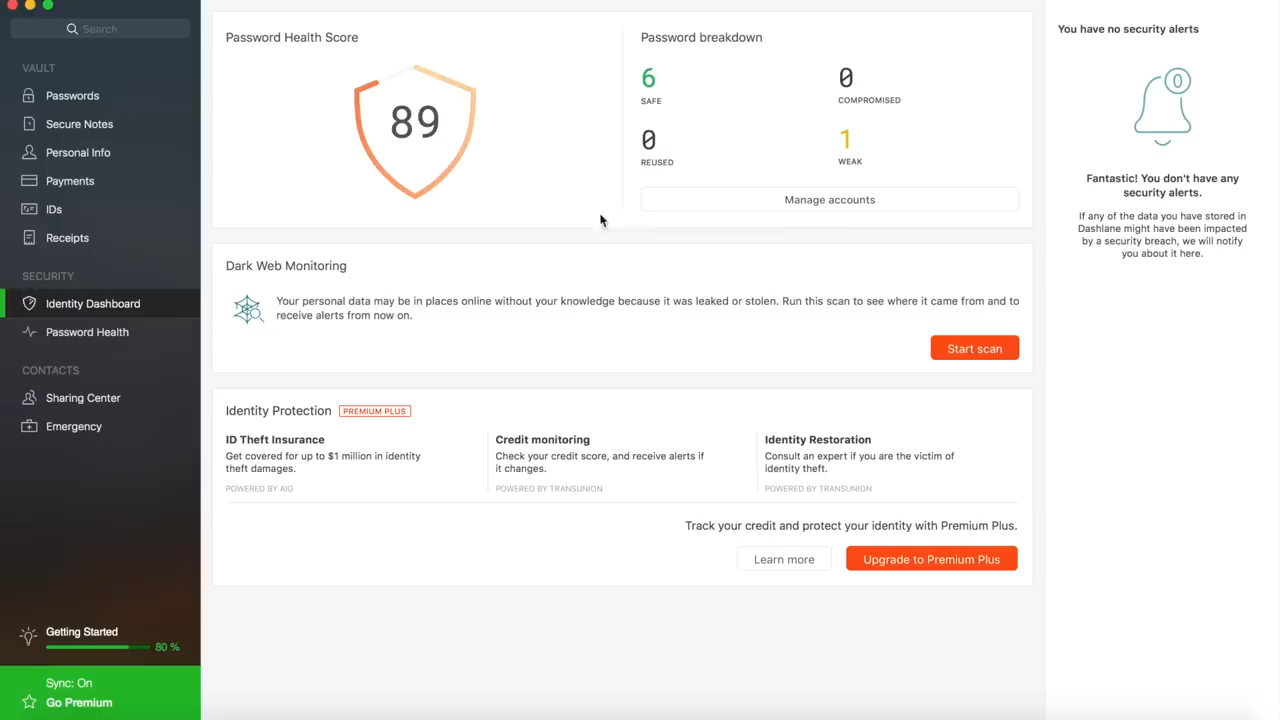 Search
VAULT
Passwords
Secure Notes
Personal Info
Payments
IDs
Receipts
SECURITY
Identity Dashboard
Password Health
CONTACTS
Sharing Center
Emergency
Getting Started
80 %
Sync: On
Go Premium
Password Health Score
89
Password breakdown
6
SAFE
0
COMPROMISED
0
REUSED
1
WEAK
Manage accounts
Dark Web Monitoring
Your personal data may be in places online without your knowledge because it was leaked or stolen. Run this scan to see where it came from and to
receive alerts from now on.
Start scan
Identity Protection PREMIUM PLUS
ID Theft Insurance
Get covered for up to $1 million in identity
theft damages.
POWERED BY AIG
Credit monitoring
Check your credit score, and receive alerts if
it changes.
POWERED BY TRANSUNION
Identity Restoration
Consult an expert if you are the victim of
identity theft.
POWERED BY TRANSUNION
Track your credit and protect your identity with Premium Plus.
Learn more
Upgrade to Premium Plus
You have no security alerts
0
Fantastic! You don't have any
security alerts.
If any of the data you have stored in
Dashlane might have been impacted
by a security breach, we will notify
you about it here.